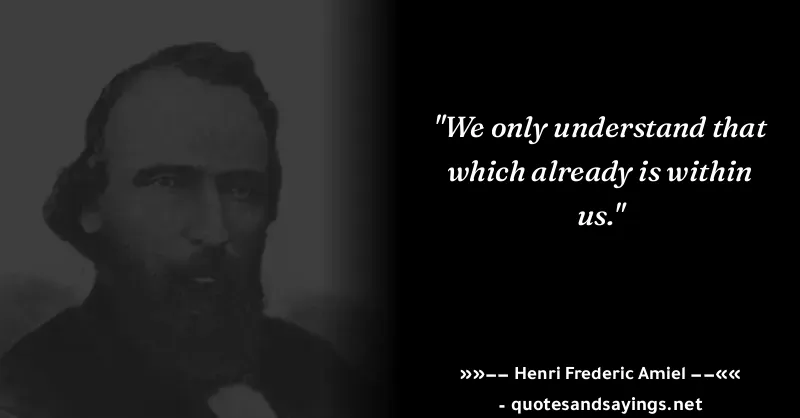 "We only understand that
which already is within
us."
»»−− Henri Frederic Amiel −−««
- quotesandsayings.net